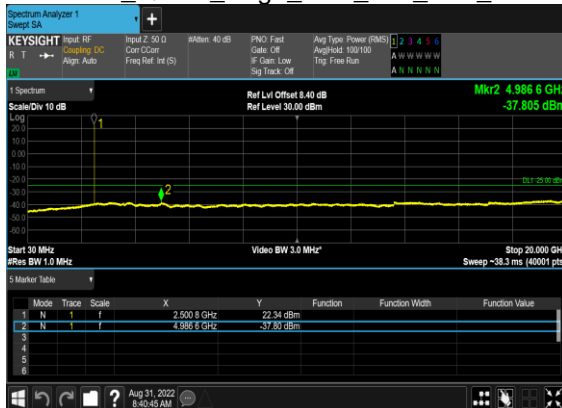 Spectrum Analyzer 1
Swept SA
+
KEYSIGHT Input: RF Input Z: 50 Ω #Atten: 40 dB PNO: Fast Avg Type: Power (RMS) 1 2 3 4 5 6
R T Coupling: DC Corr CCorr Gate: Off Avg|Hold: 100/100 A W W W W W
Align: Auto Freq Ref: Int (S) IF Gain: Low Trig: Free Run
Sig Track: Off A N N N N N
1 Spectrum Ref Lvl Offset 8.40 dB Mkr2 4.986 6 GHz
Scale/Div 10 dB Ref Level 30.00 dBm -37.805 dBm
Log
20.0
10.0
0.00
-10.0
-20.0
-30.0
-40.0
-50.0
-60.0
1
2
DL1 -25.00 dBm
Start 30 MHz Video BW 3.0 MHz* Stop 20.000 GHz
#Res BW 1.0 MHz Sweep ~38.3 ms (40001 pts)
5 Marker Table
Mode Trace Scale X Y Function Function Width Function Value
1 N 1 f 2.500 8 GHz 22.34 dBm
2 N 1 f 4.986 6 GHz -37.80 dBm
3
4
5
6
? Aug 31, 2022
8:40:45 AM